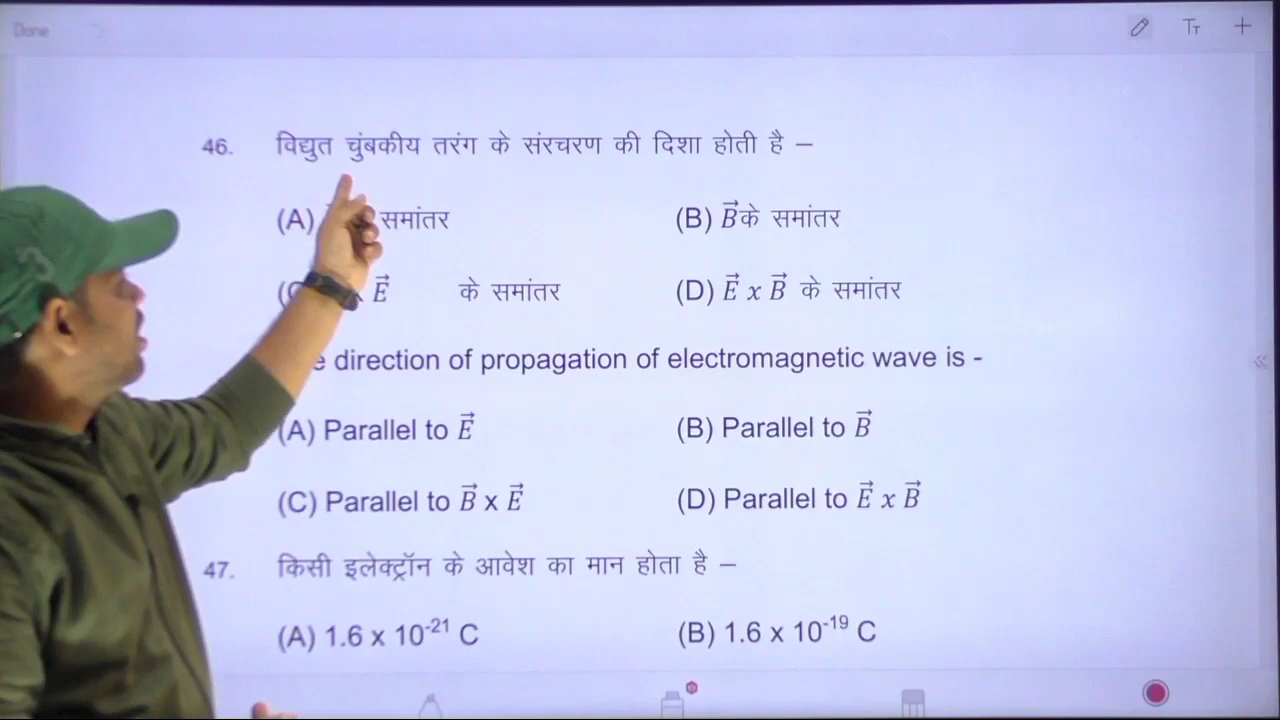 Done
46. विद्युत चुंबकीय तरंग के संरचरण की दिशा होती है –
(A) समांतर (B) B⃗के समांतर
E⃗ के समांतर (D) E⃗ x B⃗ के समांतर
direction of propagation of electromagnetic wave is -
(A) Parallel to E⃗ (B) Parallel to B⃗
(C) Parallel to B⃗ x E⃗ (D) Parallel to E⃗ x B⃗
47. किसी इलेक्ट्रॉन के आवेश का मान होता है –
(A) 1.6 x 10⁻²¹ C (B) 1.6 x 10⁻¹⁹ C